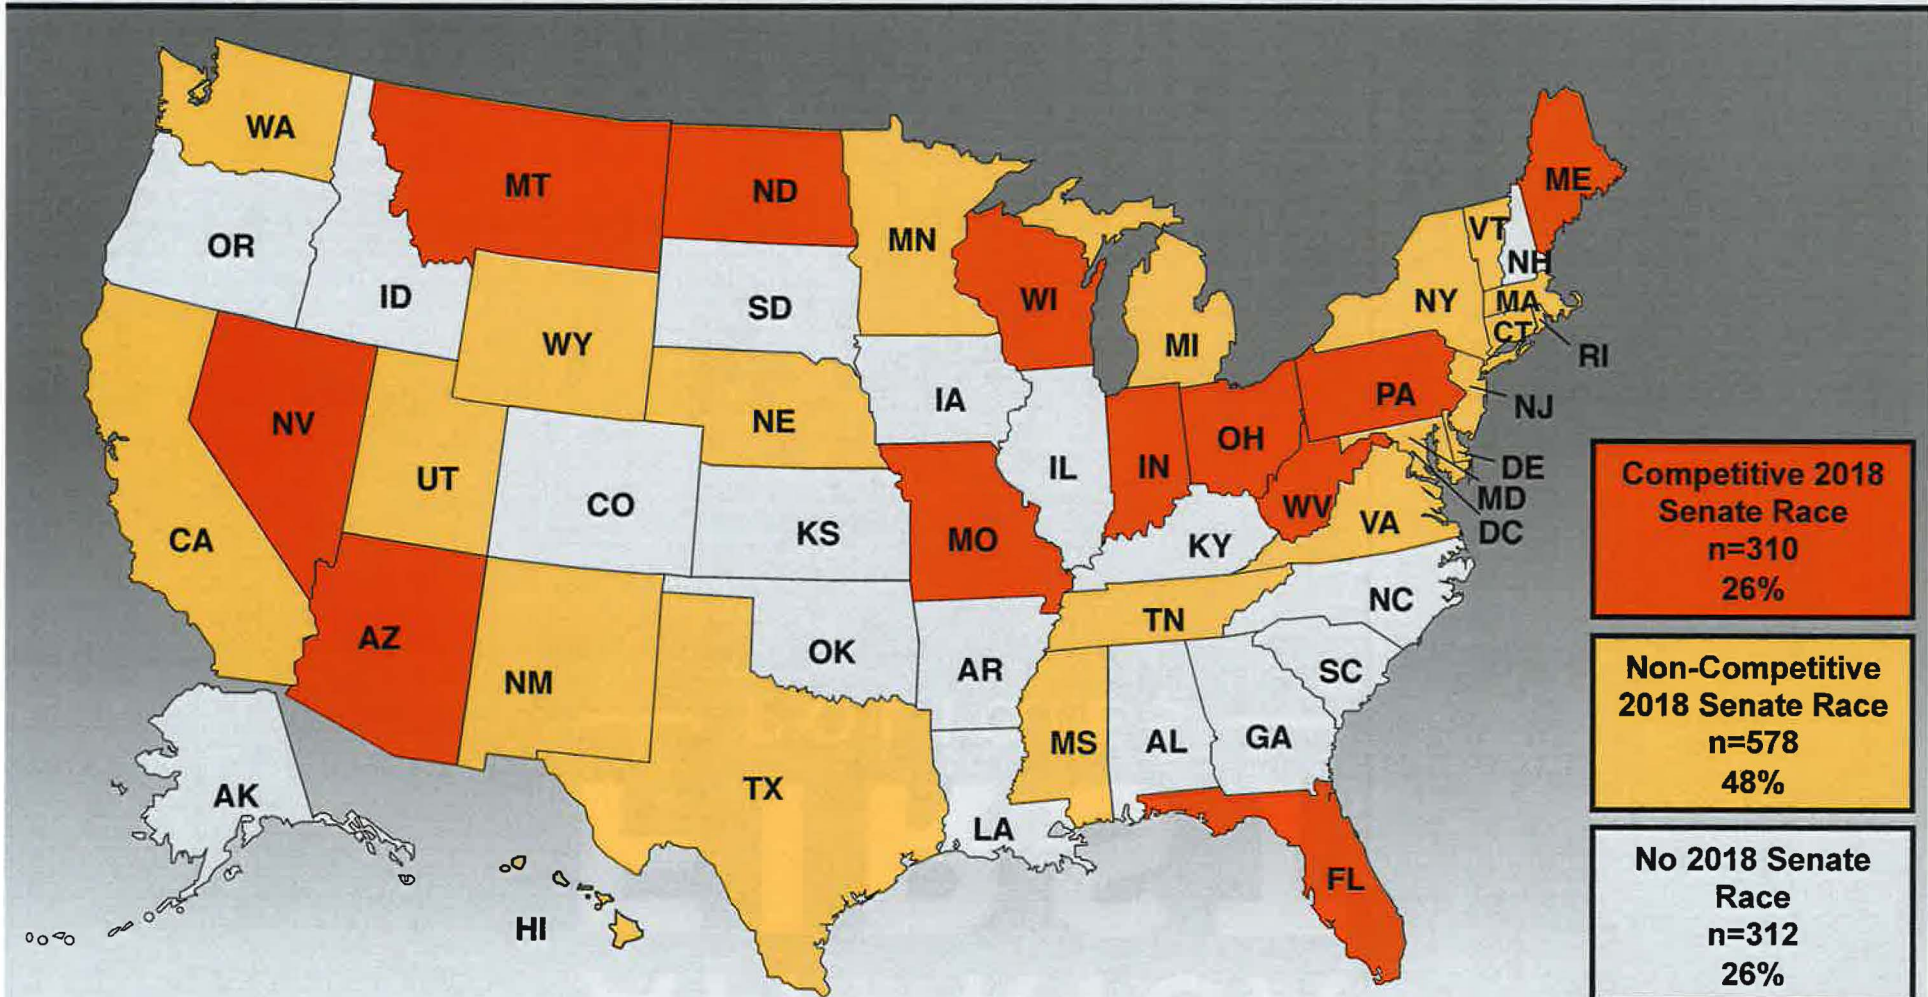 WA
MT
ND
MN
ME
VT
NH
OR
ID
SD
WI
NY
MA
CT
RI
WY
MI
NV
UT
NE
IA
PA
NJ
CO
IL
IN
OH
DE
MD
DC
CA
KS
MO
KY
WV
VA
AZ
NM
OK
AR
TN
NC
SC
TX
MS
AL
GA
LA
AK
HI
FL
Competitive 2018
Senate Race
n=310
26%
Non-Competitive
2018 Senate Race
n=578
48%
No 2018 Senate
Race
n=312
26%